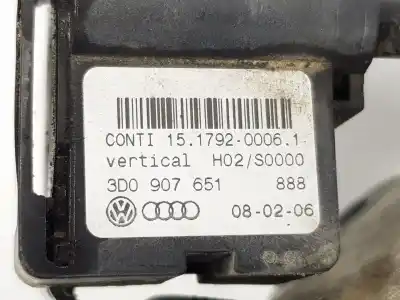 CONTI 15.1792-0006.1
vertical H02/S0000
3D0 907 651 888
08-02-06